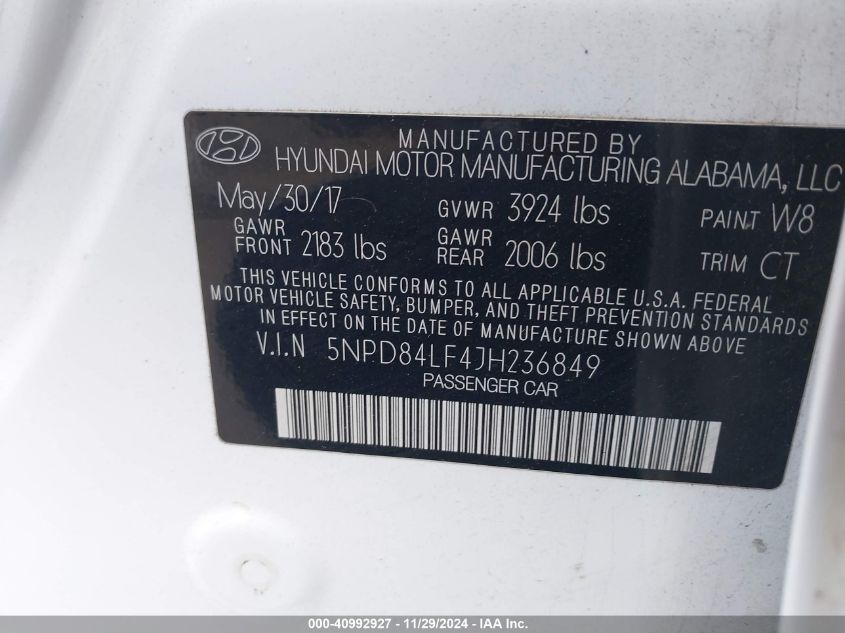 MANUFACTURED BY
HYUNDAI MOTOR MANUFACTURING ALABAMA, LLC
May/30/17 GVWR 3924 lbs PAINT W8
GAWR FRONT 2183 lbs GAWR REAR 2006 lbs TRIM CT
THIS VEHICLE CONFORMS TO ALL APPLICABLE U.S.A. FEDERAL
MOTOR VEHICLE SAFETY, BUMPER, AND THEFT PREVENTION STANDARDS
IN EFFECT ON THE DATE OF MANUFACTURE SHOWN ABOVE
V.I.N 5NPD84LF4JH236849
PASSENGER CAR
000-40992927 - 11/29/2024 - IAA Inc.